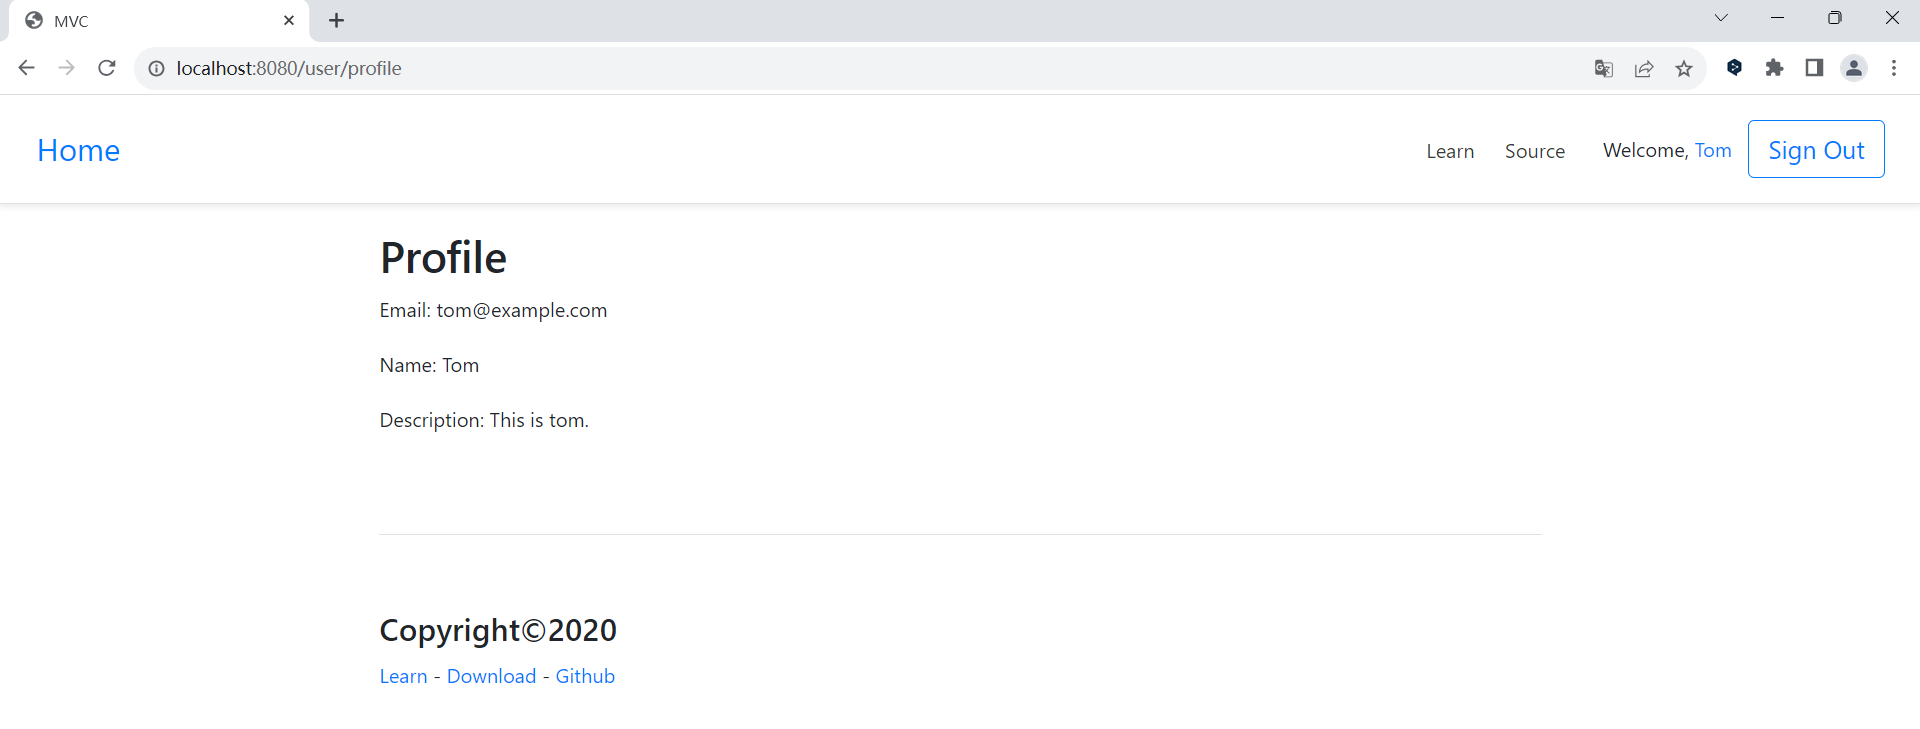 MVC
localhost:8080/user/profile
Home
Learn Source Welcome, Tom Sign Out
Profile
Email: tom@example.com
Name: Tom
Description: This is tom.
Copyright©2020
Learn - Download - Github